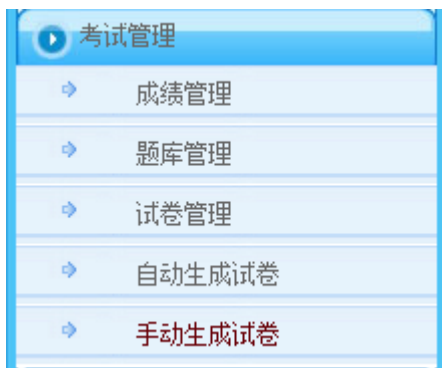 考试管理
成绩管理
题库管理
试卷管理
自动生成试卷
手动生成试卷